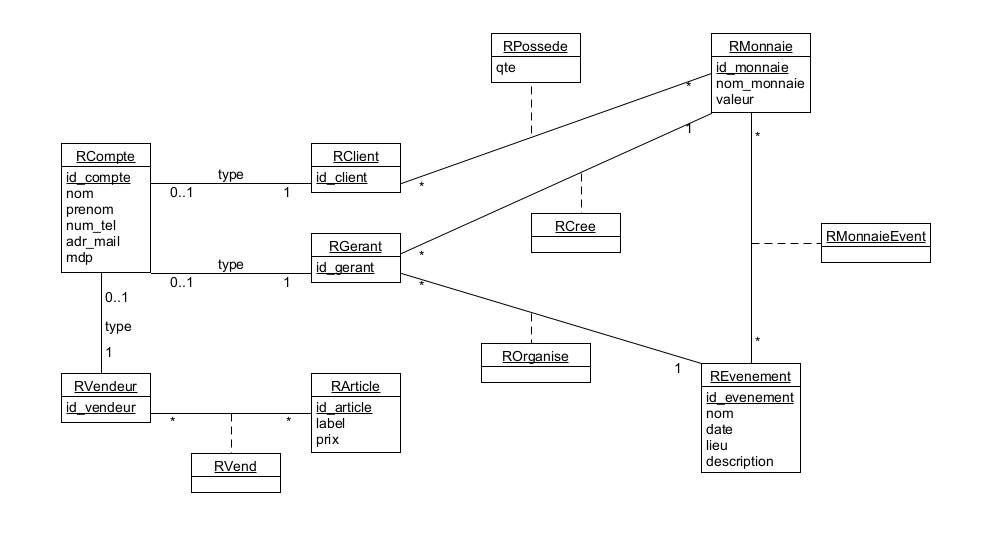 RPossede
qte
RMonnaie
id_monnaie
nom_monnaie
valeur
*
1
*
RCompte
id_compte
nom
prenom
num_tel
adr_mail
mdp
type
0..1
1
RClient
id_client
*
RCree
RMonnaieEvent
type
0..1
1
RGerant
id_gerant
*
*
0..1
type
1
ROrganise
*
1
REvenement
id_evenement
nom
date
lieu
description
RVendeur
id_vendeur
*
*
RArticle
id_article
label
prix
RVend